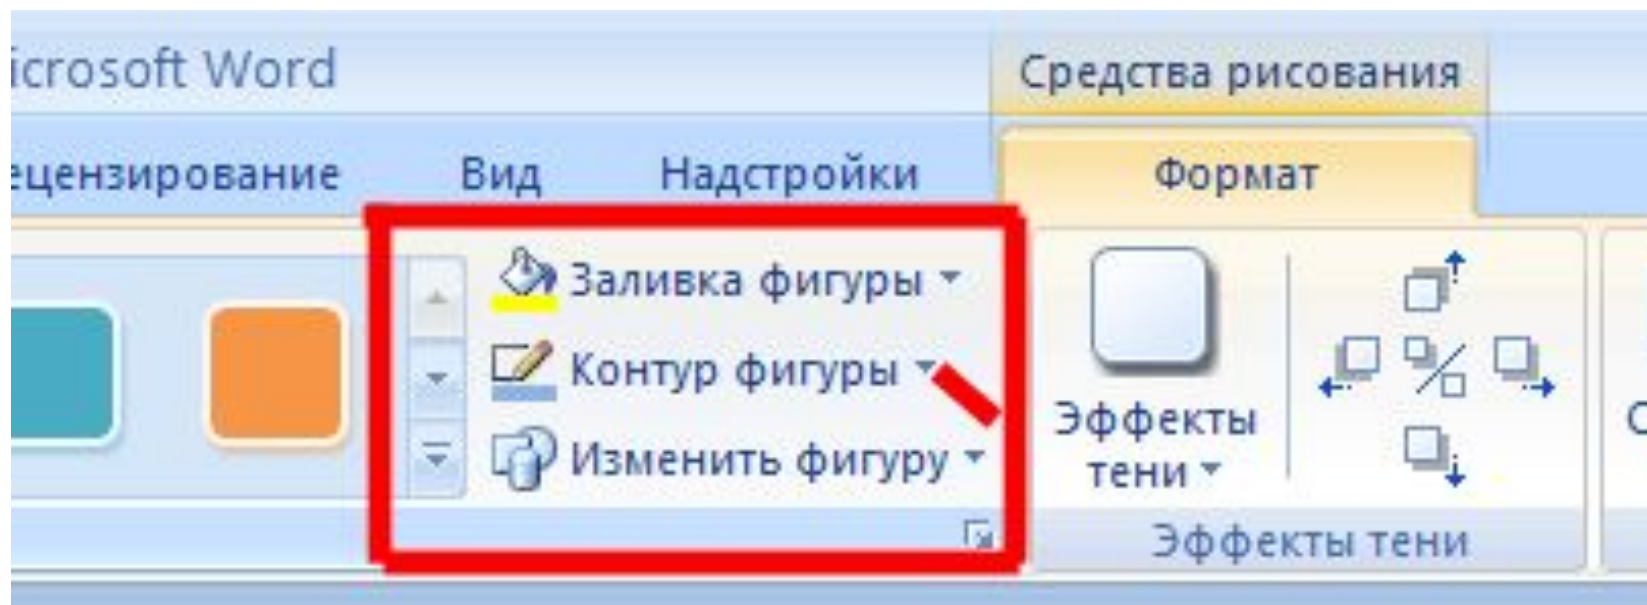 icrosoft Word
Средства рисования
ецензирование Вид Надстройки Формат
Заливка фигуры
Контур фигуры
Изменить фигуру
Эффекты
тени
Эффекты тени